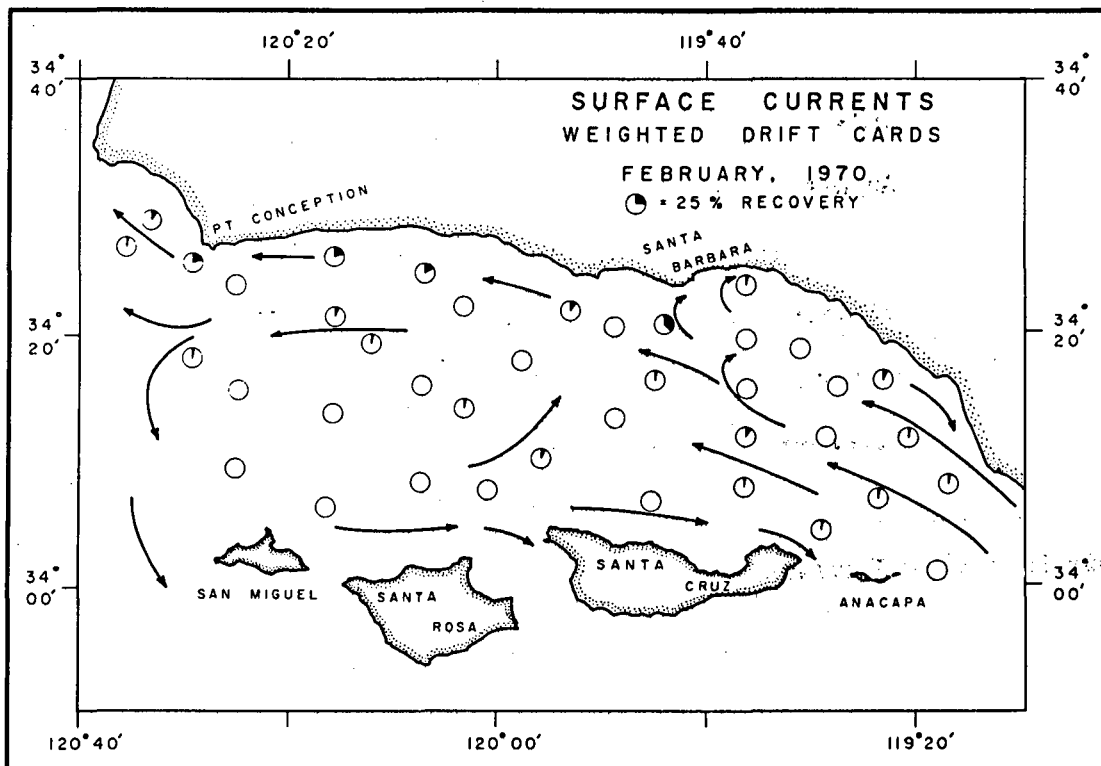 120° 20′
119° 40′
34° 40′
34° 40′
SURFACE CURRENTS
WEIGHTED DRIFT CARDS
FEBRUARY, 1970
= 25% RECOVERY
PT CONCEPTION
SANTA BARBARA
34° 20′
34° 20′
34° 00′
34° 00′
SAN MIGUEL
SANTA ROSA
SANTA CRUZ
ANACAPA
120° 40′
120° 00′
119° 20′